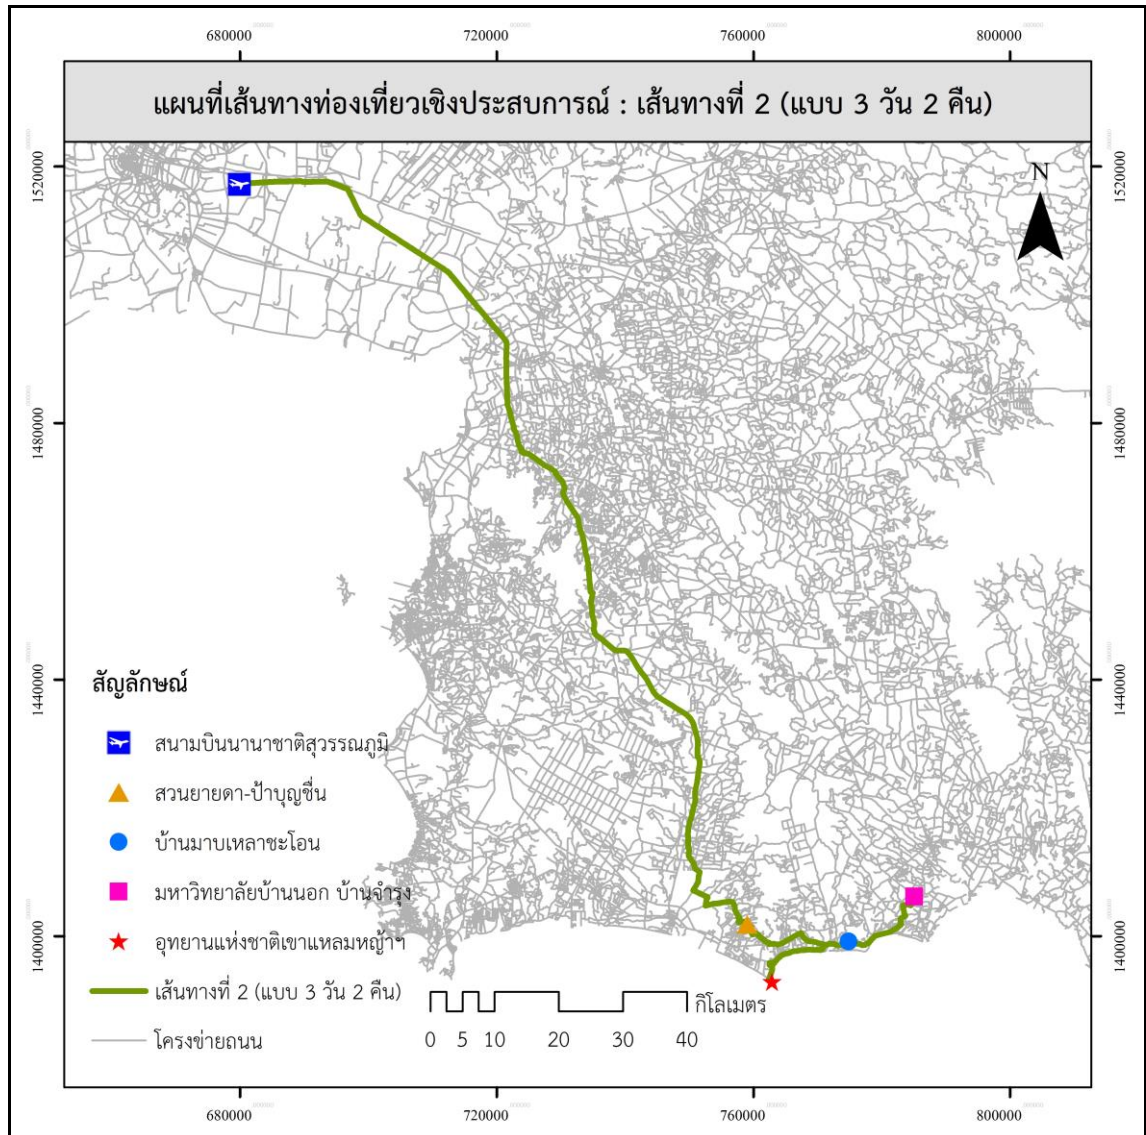 680000 720000 760000 800000
แผนที่เส้นทางท่องเที่ยวเชิงประสบการณ์ : เส้นทางที่ 2 (แบบ 3 วัน 2 คืน)
1520000 1520000
N
1480000 1480000
1440000 1440000
1400000 1400000
สัญลักษณ์
สนามบินนานาชาติสุวรรณภูมิ
สวนยายดา-ป้าบุญชื่น
บ้านมาบเหลาชะโอน
มหาวิทยาลัยบ้านนอก บ้านจำรุง
อุทยานแห่งชาติเขาแหลมหญ้าฯ
เส้นทางที่ 2 (แบบ 3 วัน 2 คืน)
โครงข่ายถนน
กิโลเมตร
0 5 10 20 30 40
680000 720000 760000 800000